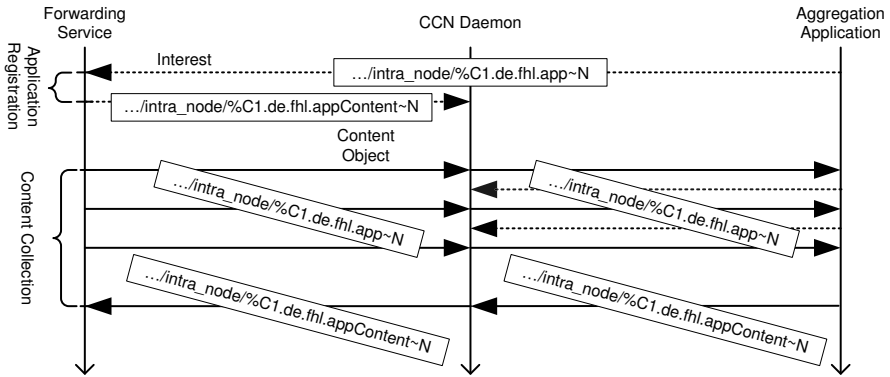 Forwarding
Service
CCN Daemon
Aggregation
Application
Interest
…/intra_node/%C1.de.fhl.app~N
Application
Registration
…/intra_node/%C1.de.fhl.appContent~N
Content
Object
…/intra_node/%C1.de.fhl.app~N
…/intra_node/%C1.de.fhl.app~N
Content Collection
…/intra_node/%C1.de.fhl.appContent~N
…/intra_node/%C1.de.fhl.appContent~N